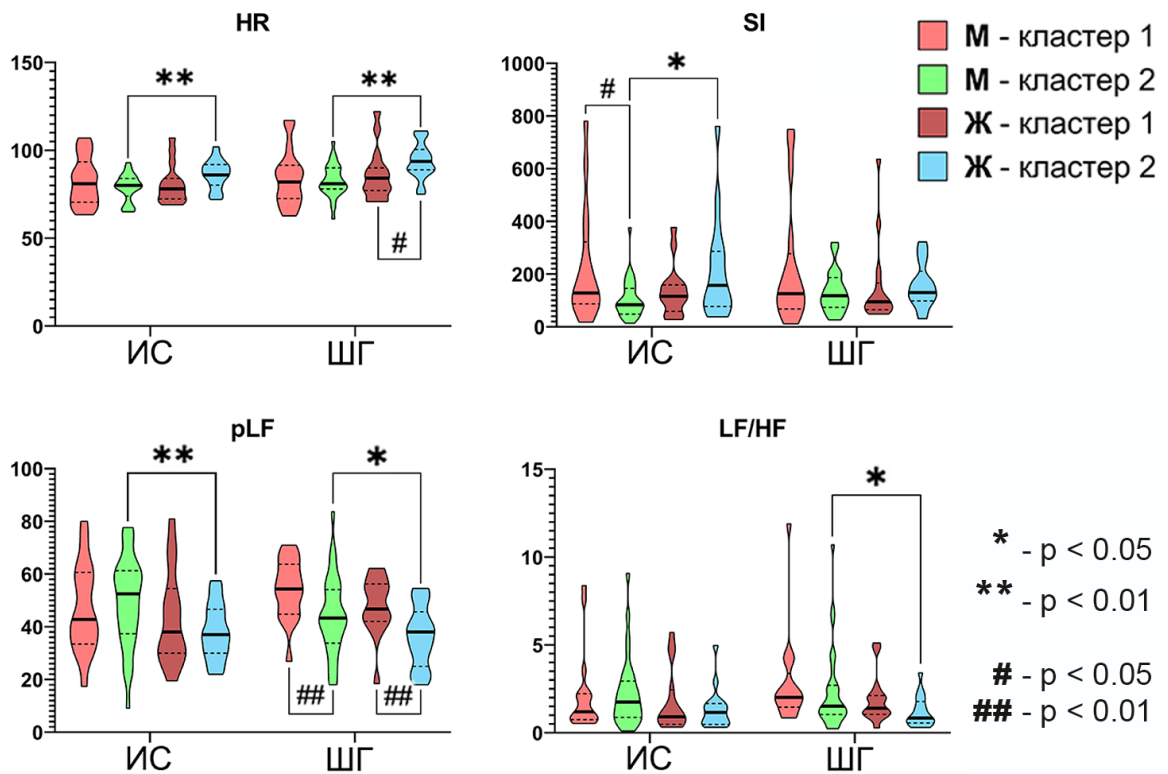 HR
150
**
**
100
50
#
0
ИС
ШГ
SI
1000
800
600
400
200
0
#
*
ИС
ШГ
М - кластер 1
М - кластер 2
Ж - кластер 1
Ж - кластер 2
pLF
100
80
60
40
20
0
**
*
##
##
ИС
ШГ
LF/HF
15
10
5
0
*
ИС
ШГ
* - p < 0.05
** - p < 0.01
# - p < 0.05
## - p < 0.01